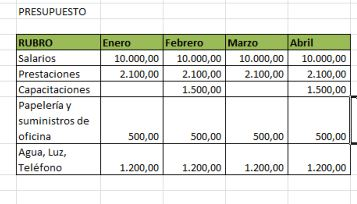 PRESUPUESTO
RUBRO Enero Febrero Marzo Abril
Salarios 10.000,00 10.000,00 10.000,00 10.000,00
Prestaciones 2.100,00 2.100,00 2.100,00 2.100,00
Capacitaciones 1.500,00 1.500,00
Papelería y
suministros de
oficina 500,00 500,00 500,00 500,00
Agua, Luz,
Teléfono 1.200,00 1.200,00 1.200,00 1.200,00